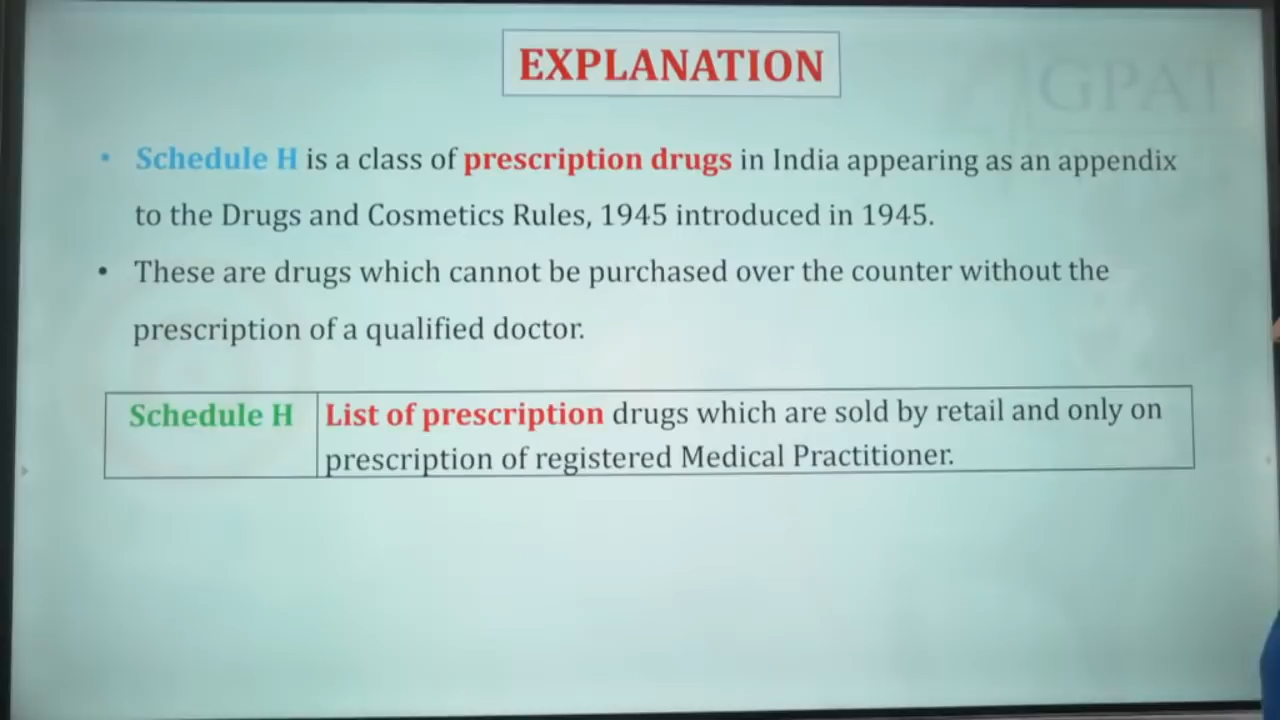 EXPLANATION
GPAT
• Schedule H is a class of prescription drugs in India appearing as an appendix
to the Drugs and Cosmetics Rules, 1945 introduced in 1945.
• These are drugs which cannot be purchased over the counter without the
prescription of a qualified doctor.
Schedule H
List of prescription drugs which are sold by retail and only on
prescription of registered Medical Practitioner.